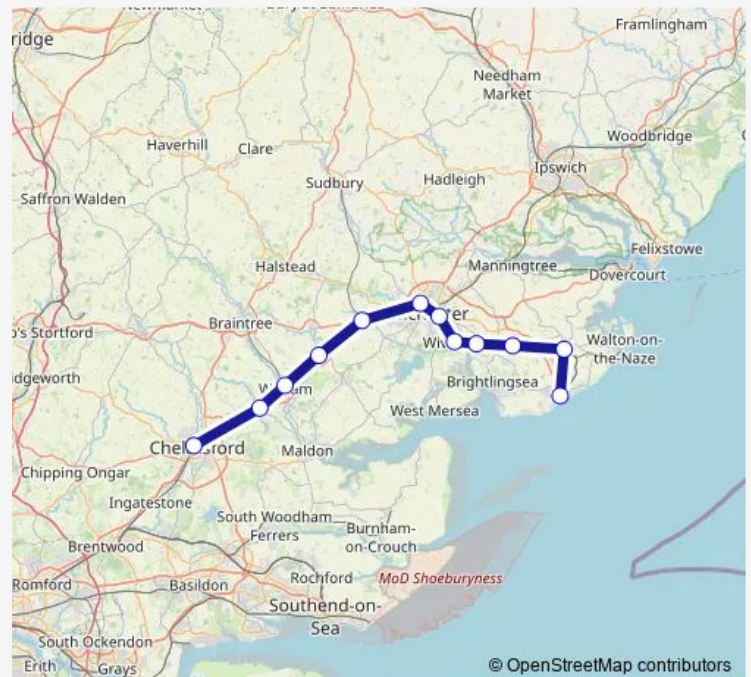 Framlingham
ridge
Needham
Market
Woodbridge
Haverhill
Clare
Ipswich
Sudbury
Hadleigh
Saffron Walden
Felixstowe
Halstead
Manningtree
Dovercourt
's Stortford
Braintree
Walton-on-
the-Naze
dgeworth
Brightlingsea
West Mersea
Maldon
Chipping Ongar
Ingatestone
South Woodham
Ferrers
Burnham-
on-Crouch
Brentwood
Romford
Basildon
Rochford
MoD Shoeburyness
Southend-on-
Sea
South Ockendon
Erith
Grays
© OpenStreetMap contributors